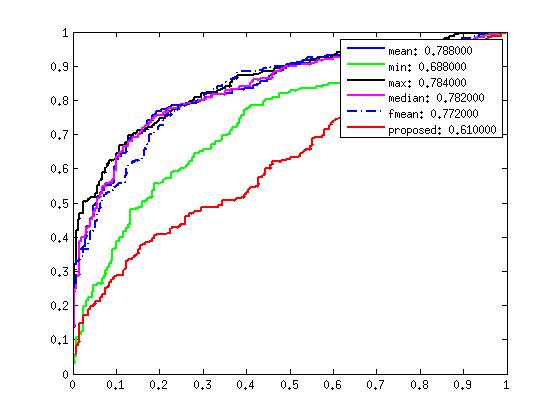 1
0.9
0.8
0.7
0.6
0.5
0.4
0.3
0.2
0.1
0
mean: 0.788000
min: 0.688000
max: 0.784000
median: 0.782000
fmean: 0.772000
proposed: 0.610000
0 0.1 0.2 0.3 0.4 0.5 0.6 0.7 0.8 0.9 1